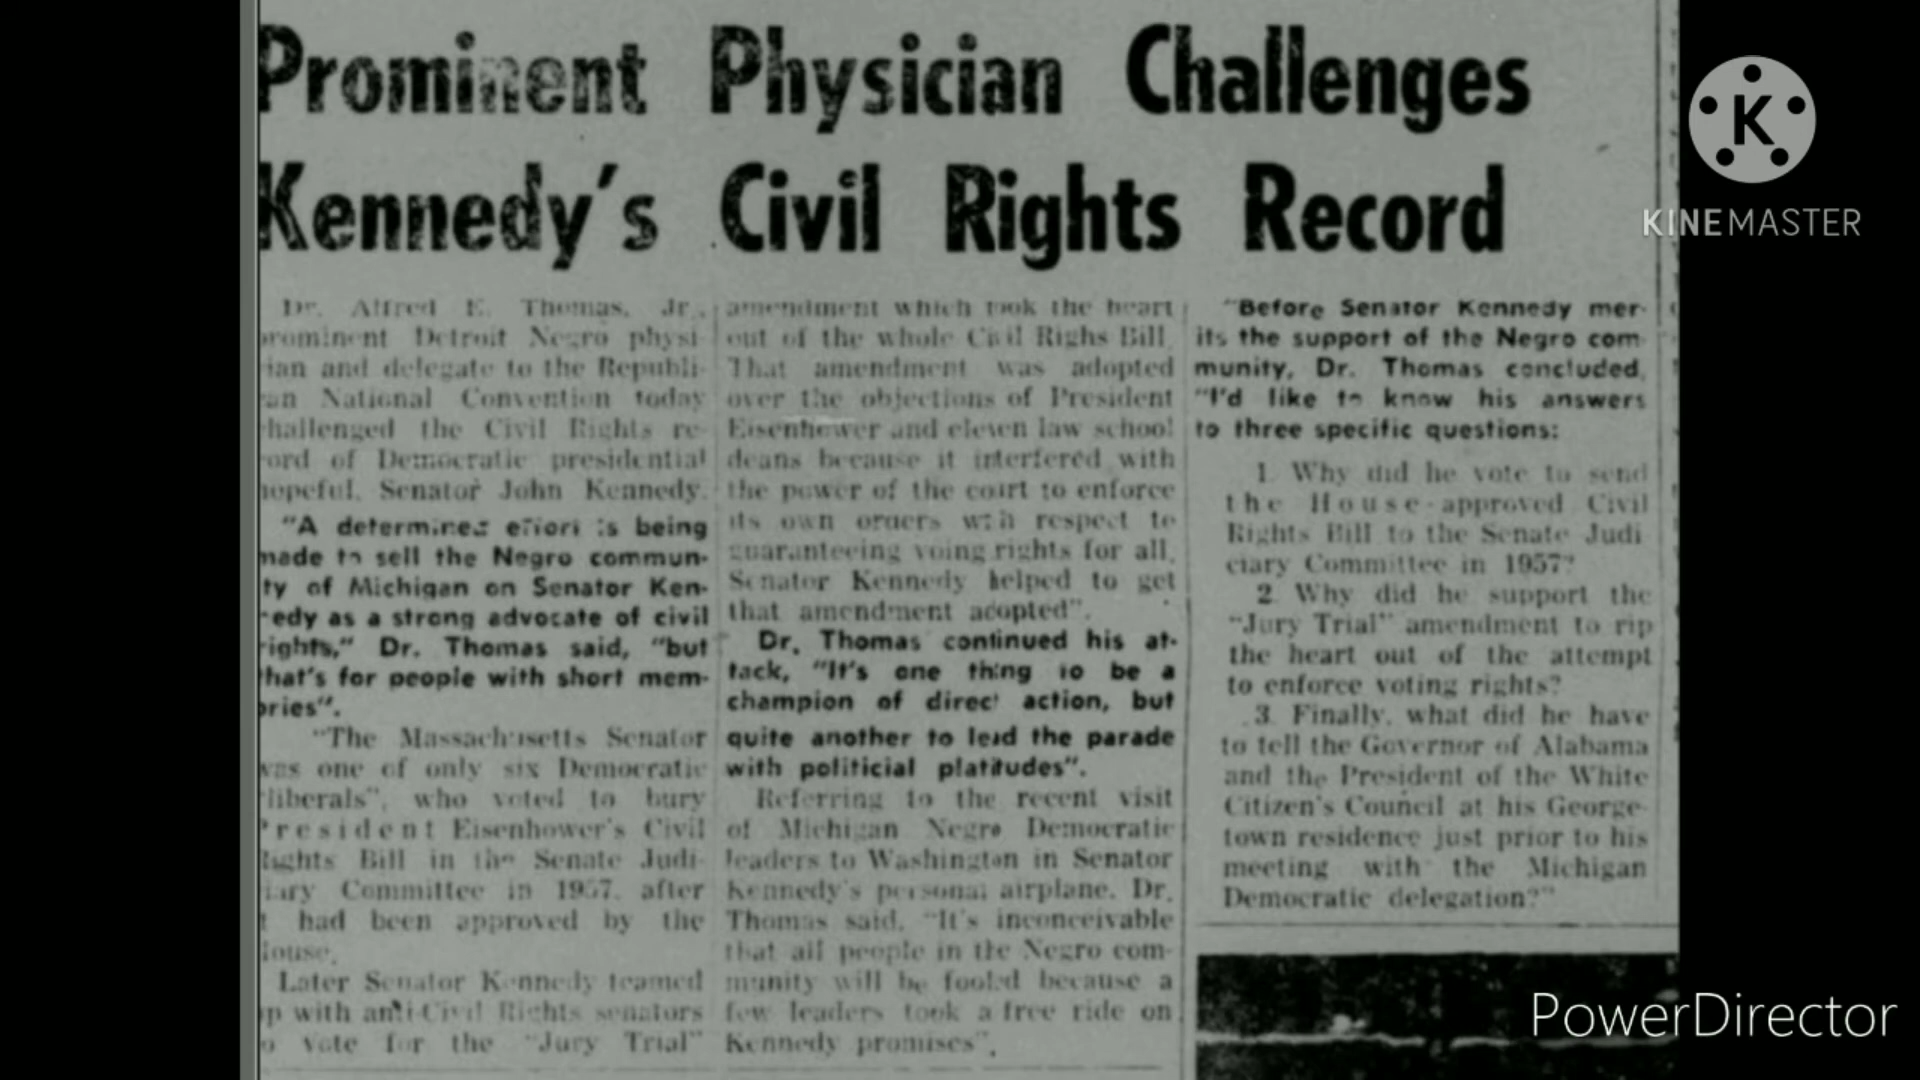 Prominent Physician Challenges
Kennedy's Civil Rights Record
Dr. Alfred E. Thomas, Jr.,
prominent Detroit Negro physi-
ian and delegate to the Republi-
an National Convention today
hallenged the Civil Rights re-
ord of Democratic presidential
hopeful, Senator John Kennedy.
"A determined effort is being
made to sell the Negro commun-
ty of Michigan on Senator Ken-
edy as a strong advocate of civil
rights," Dr. Thomas said, "but
that's for people with short mem-
ories".
"The Massachusetts Senator
was one of only six Democratic
"liberals", who voted to bury
President Eisenhower's Civil
Rights Bill in the Senate Judi-
iary Committee in 1957, after
t had been approved by the
House.
Later Senator Kennedy teamed
up with anti-Civil Rights senators
o vote for the "Jury Trial"
amendment which took the heart
out of the whole Civil Righs Bill.
That amendment was adopted
over the objections of President
Eisenhower and eleven law school
deans because it interfered with
the power of the court to enforce
its own orders with respect to
guaranteeing voing rights for all.
Senator Kennedy helped to get
that amendment adopted".
Dr. Thomas continued his at-
tack, "It's one thing to be a
champion of direct action, but
quite another to lead the parade
with politicial platitudes".
Referring to the recent visit
of Michigan Negro Democratic
leaders to Washington in Senator
Kennedy's personal airplane, Dr.
Thomas said, "It's inconceivable
that all people in the Negro com-
munity will be fooled because a
few leaders took a free ride on
Kennedy promises".
"Before Senator Kennedy mer-
its the support of the Negro com-
munity, Dr. Thomas concluded,
"I'd like to know his answers
to three specific questions:
1. Why did he vote to send
the House-approved Civil
Rights Bill to the Senate Judi
ciary Committee in 1957?
2. Why did he support the
"Jury Trial" amendment to rip
the heart out of the attempt
to enforce voting rights?
3. Finally, what did he have
to tell the Governor of Alabama
and the President of the White
Citizen's Council at his George-
town residence just prior to his
meeting with the Michigan
Democratic delegation?"
K
KINEMASTER
PowerDirector